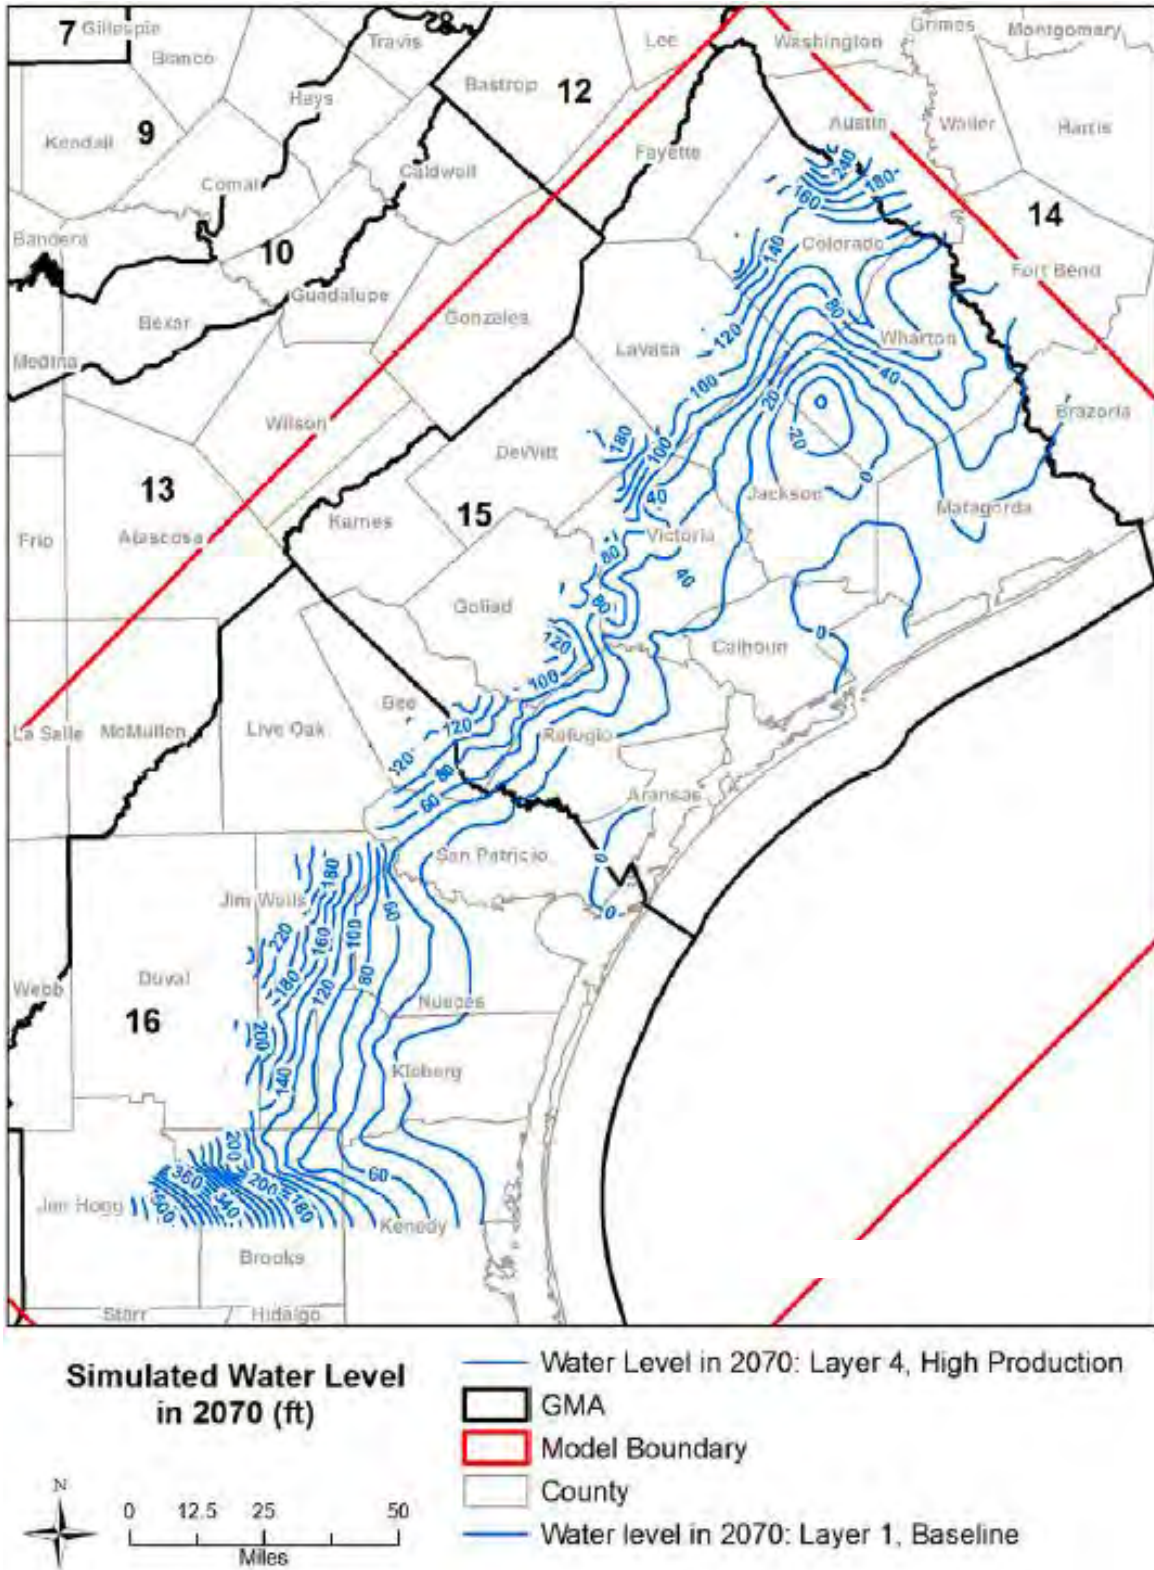 7 Gillespie
Blanco
Travis
Lee
Washington
Grimes
Montgomery
Bastrop
12
Hays
Kendall 9
Austin
Waller
Harris
Fayette
Caldwell
Comal
240
180
160
14
Bandera
10
Colorado
140
Fort Bend
Guadalupe
Bexar
Gonzales
80
Wharton
Medina
LaVaca
120
40
100
20
Wilson
Brazoria
180
DeWitt
100
-20
13
40
Jackson
0
15
Karnes
Matagorda
Frio
Atascosa
Victoria
80
40
Goliad
80
0
120
Calhoun
100
Bee
La Salle
McMullen
Live Oak
120
Refugio
120
80
60
Aransas
San Patricio
0
180
Jim Wells
60
0
220
160
100
Duval
180
120
80
Webb
Nueces
16
200
Kleberg
140
200
360
200
60
Jim Hogg
500
340
180
Kenedy
Brooks
Starr
Hidalgo
Simulated Water Level
in 2070 (ft)
Water Level in 2070: Layer 4, High Production
GMA
Model Boundary
County
Water level in 2070: Layer 1, Baseline
N
0 12.5 25 50
Miles